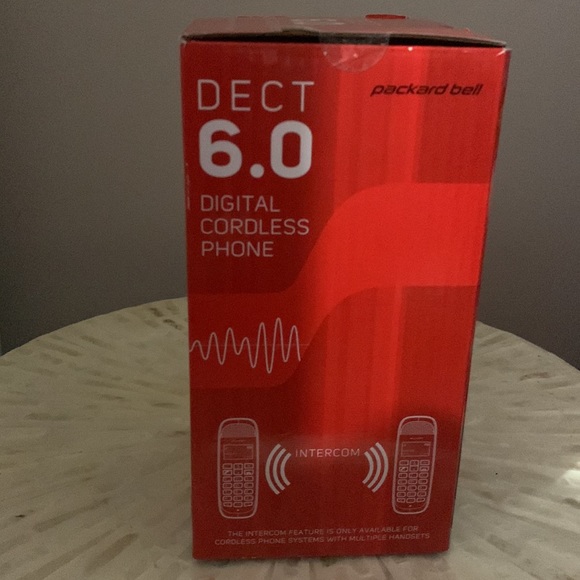 DECT
packard bell
6.0
DIGITAL
CORDLESS
PHONE
INTERCOM
THE INTERCOM FEATURE IS ONLY AVAILABLE FOR
CORDLESS PHONE SYSTEMS WITH MULTIPLE HANDSETS